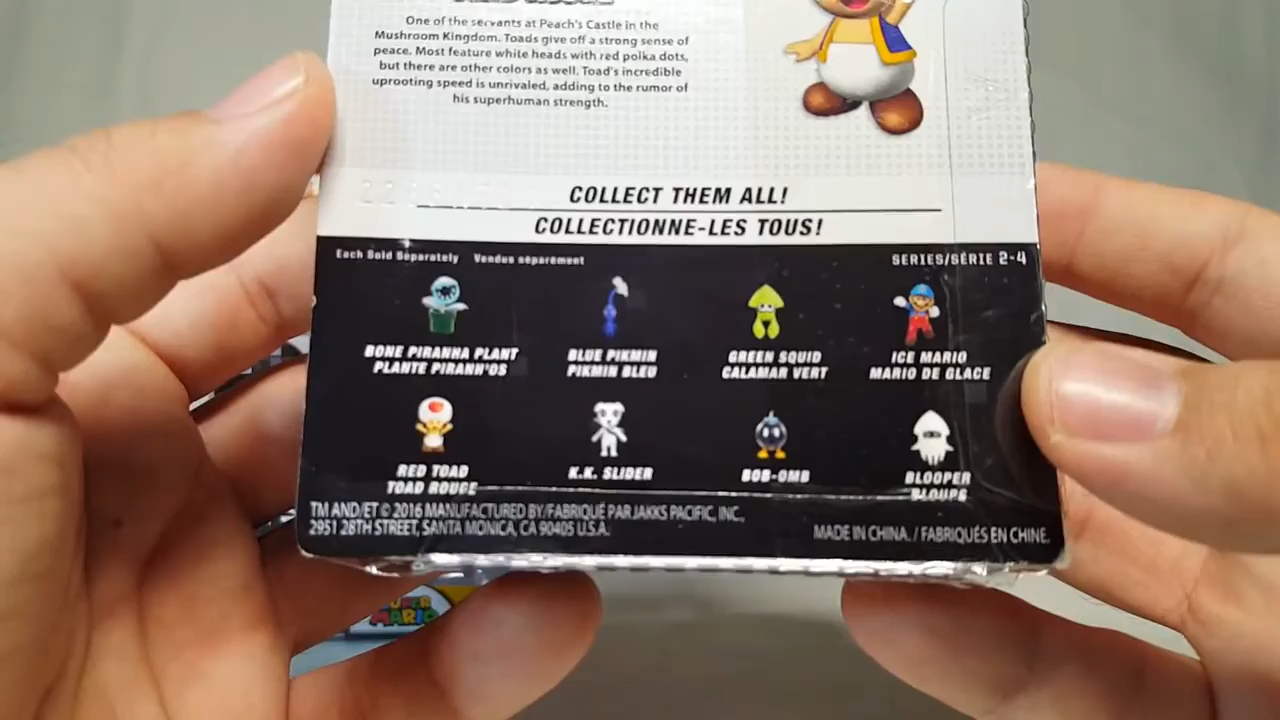 One of the servants at Peach's Castle in the
Mushroom Kingdom. Toads give off a strong sense of
peace. Most feature white heads with red polka dots,
but there are other colors as well. Toad's incredible
uprooting speed is unrivaled, adding to the rumor of
his superhuman strength.
COLLECT THEM ALL!
COLLECTIONNE-LES TOUS!
Each Sold Separately Vendus séparément
SERIES/SÉRIE 2-4
BONE PIRANHA PLANT
PLANTE PIRANH'OS
BLUE PIKMIN
PIKMIN BLEU
GREEN SQUID
CALAMAR VERT
ICE MARIO
MARIO DE GLACE
RED TOAD
TOAD ROUGE
K.K. SLIDER
BOB-OMB
BLOOPER
BLOUPS
TM AND/ET © 2016 MANUFACTURED BY/FABRIQUÉ PAR JAKKS PACIFIC, INC.,
2951 28TH STREET, SANTA MONICA, CA 90405 U.S.A.
MADE IN CHINA. / FABRIQUÉS EN CHINE.
SUPER
MARIO